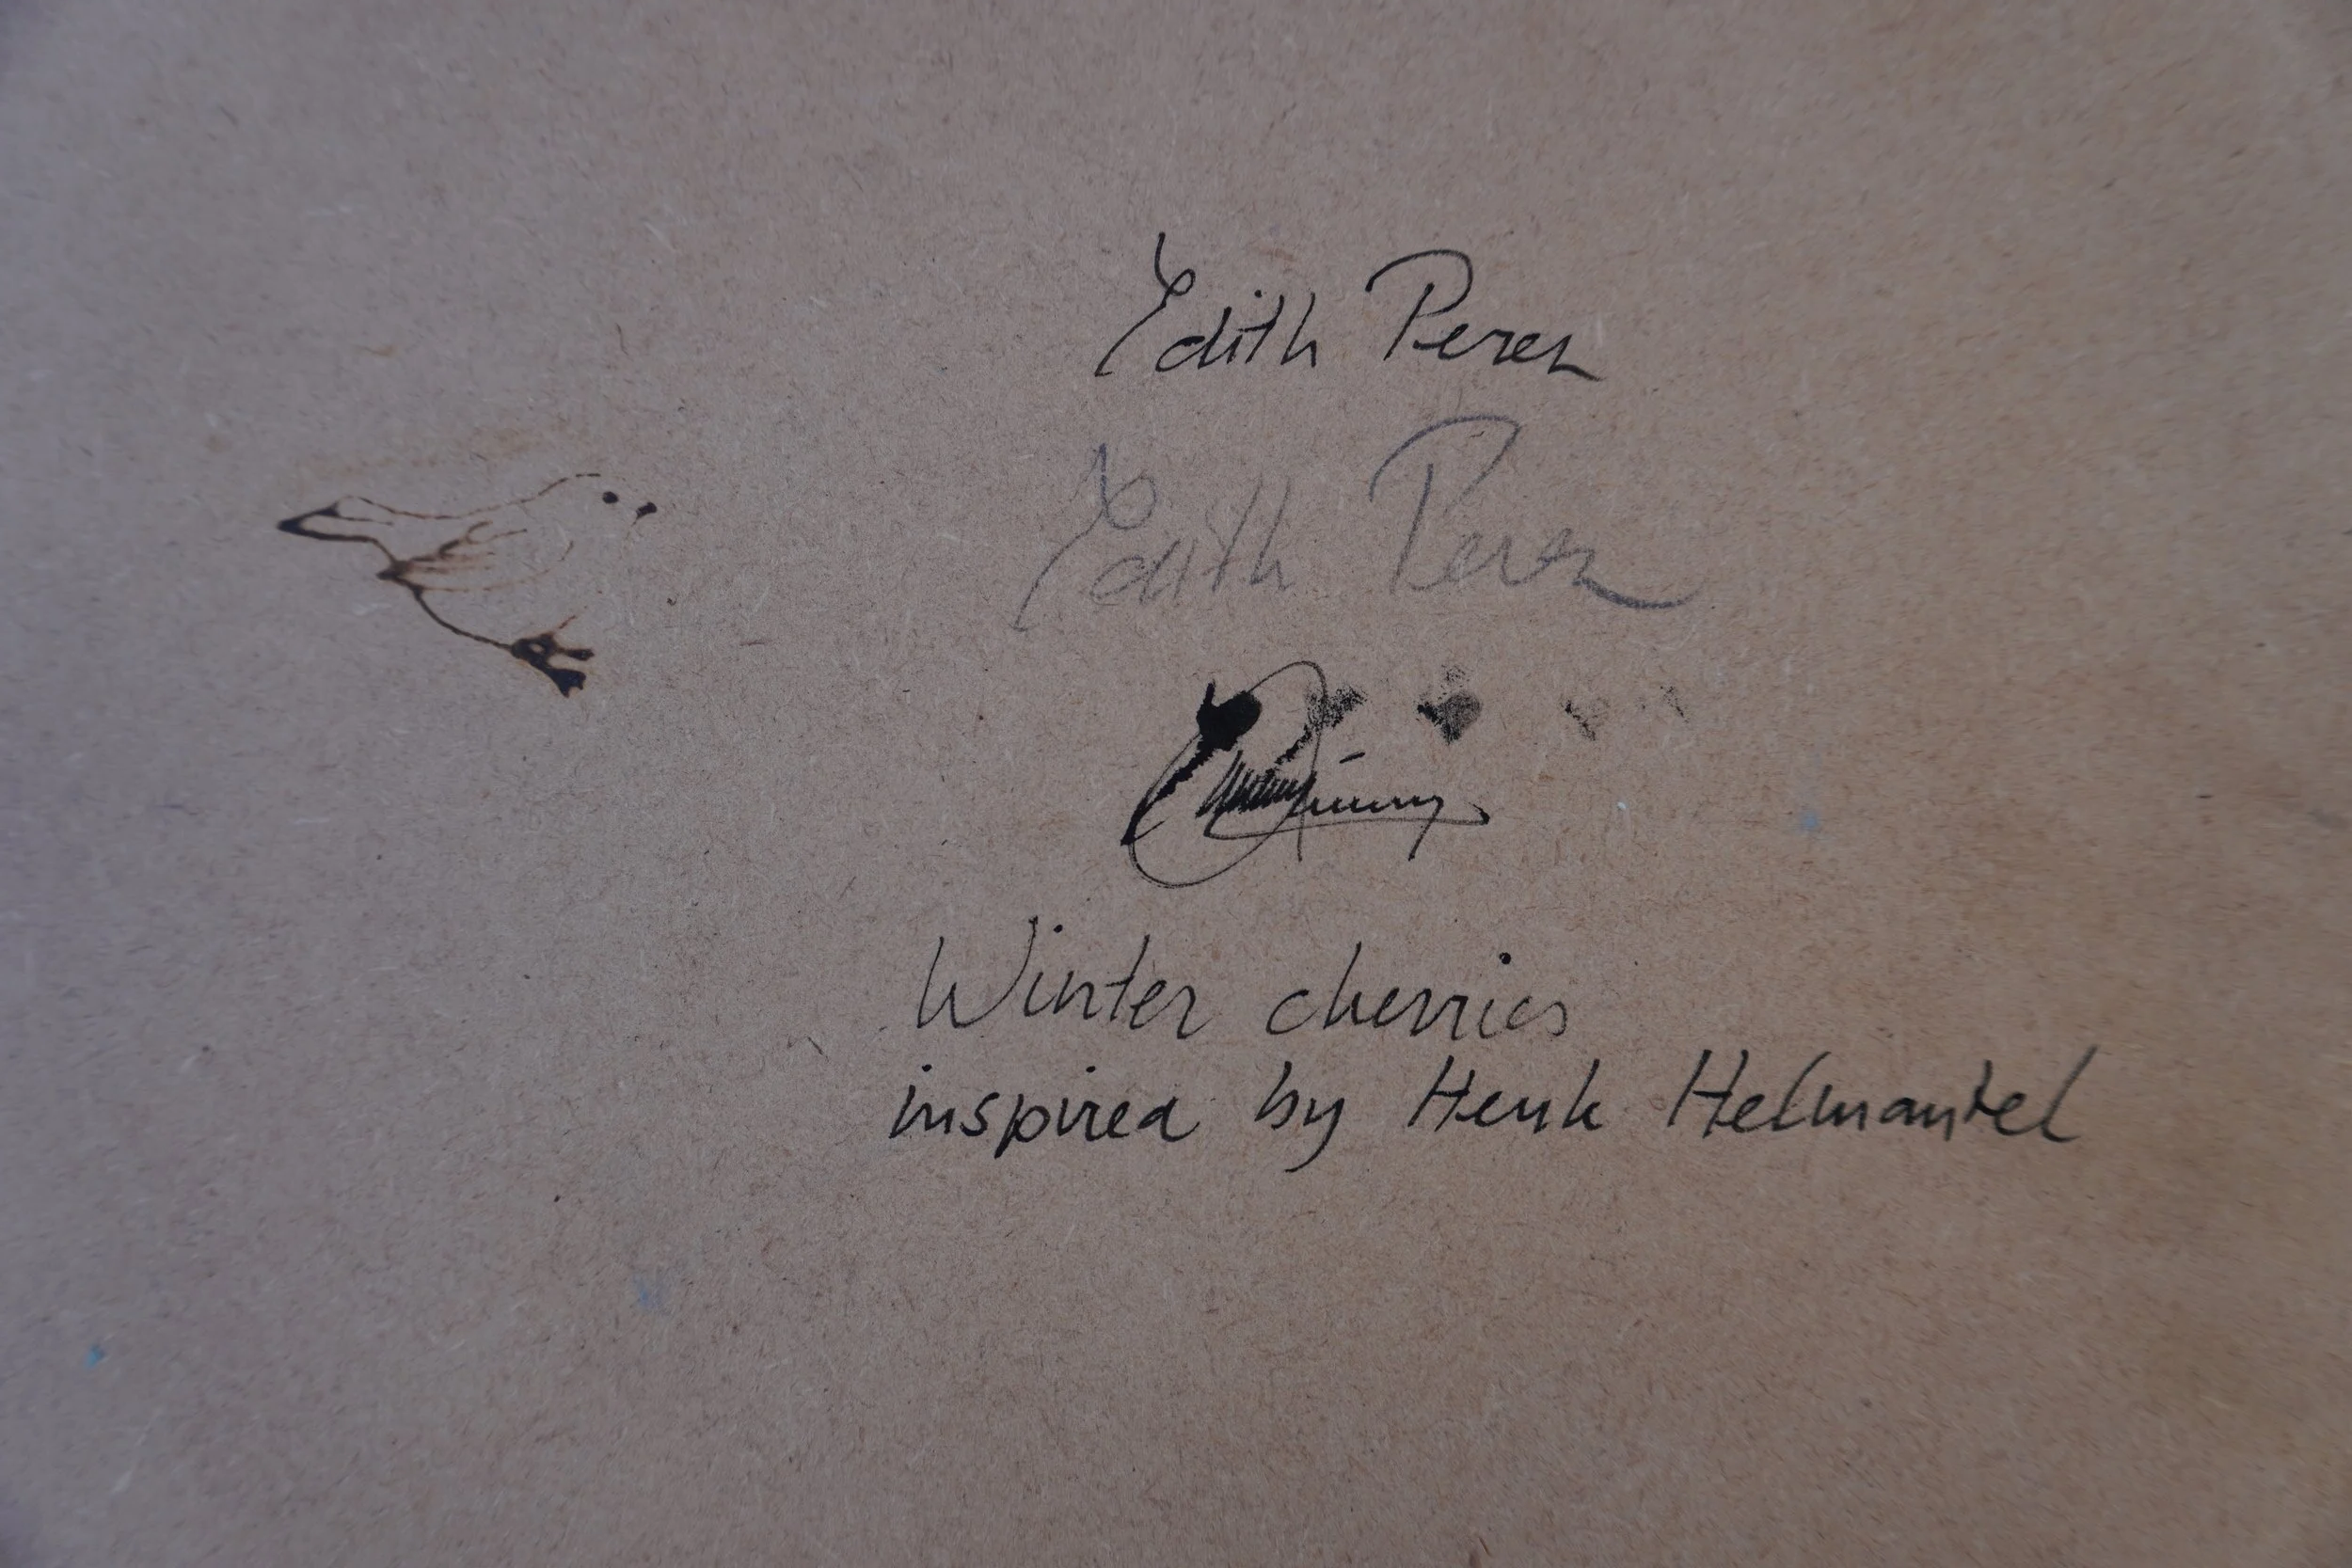 Edith Perez
Edith Perez
Winter cherries
inspired by Henk Helmantel